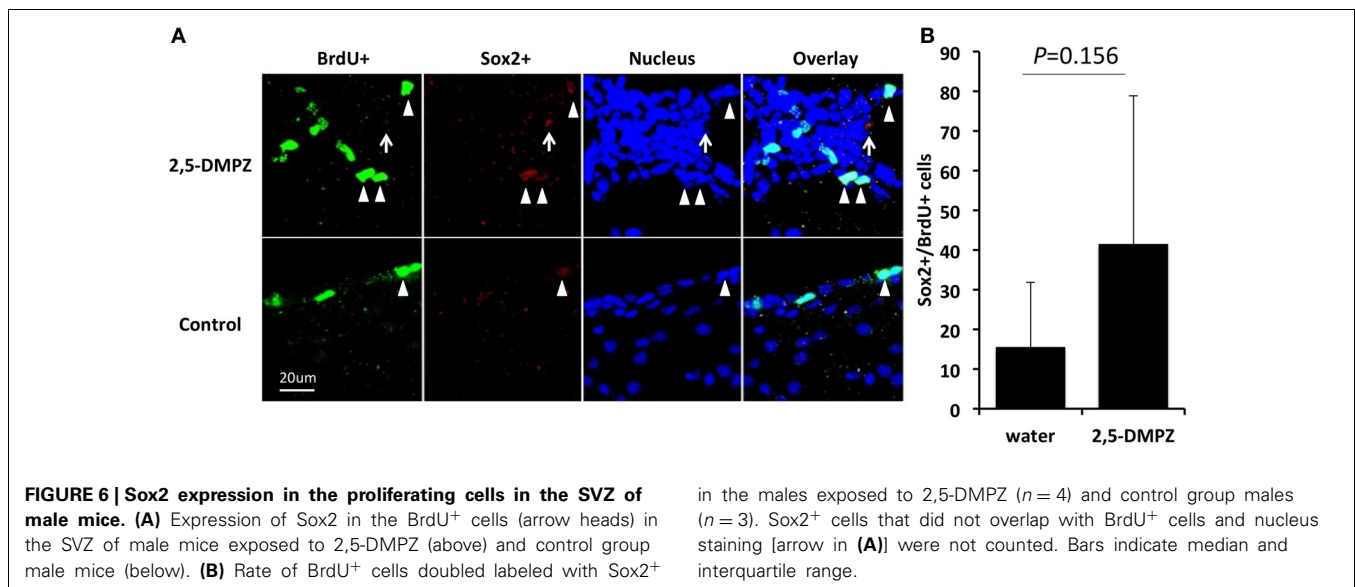 A
BrdU+ Sox2+ Nucleus Overlay
2,5-DMPZ
Control
20um
B
P=0.156
Sox2+/BrdU+ cells
90
80
70
60
50
40
30
20
10
0
water 2,5-DMPZ
FIGURE 6 | Sox2 expression in the proliferating cells in the SVZ of
male mice. (A) Expression of Sox2 in the BrdU+ cells (arrow heads) in
the SVZ of male mice exposed to 2,5-DMPZ (above) and control group
male mice (below). (B) Rate of BrdU+ cells doubled labeled with Sox2+
in the males exposed to 2,5-DMPZ (n = 4) and control group males
(n = 3). Sox2+ cells that did not overlap with BrdU+ cells and nucleus
staining [arrow in (A)] were not counted. Bars indicate median and
interquartile range.